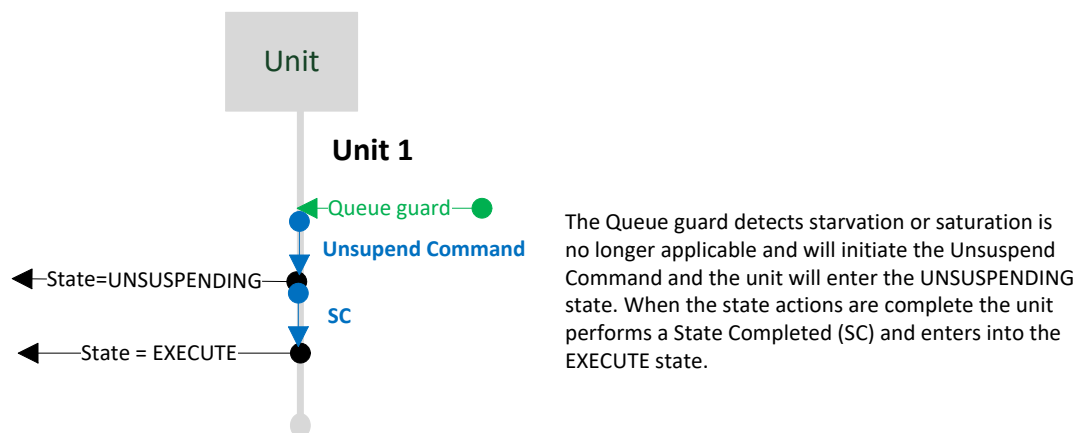 Unit
Unit 1
Queue guard
Unsupend Command
State=UNSUSPENDING
SC
State = EXECUTE
The Queue guard detects starvation or saturation is
no longer applicable and will initiate the Unsuspend
Command and the unit will enter the UNSUSPENDING
state. When the state actions are complete the unit
performs a State Completed (SC) and enters into the
EXECUTE state.